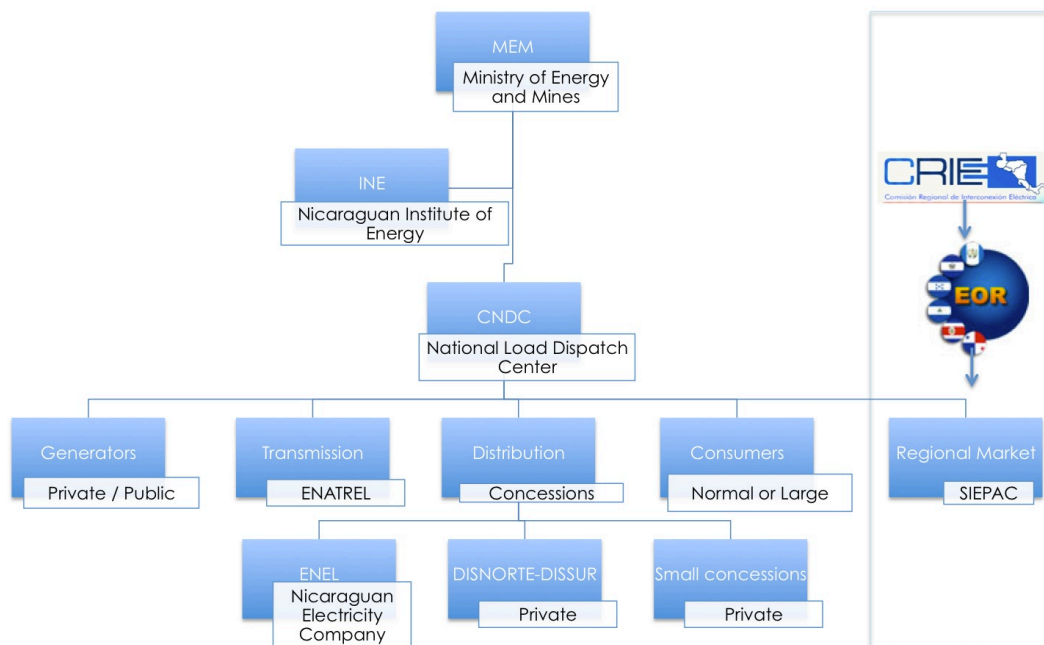 MEM
Ministry of Energy
and Mines
CRIE
Comisión Regional de Interconexión Eléctrica
INE
Nicaraguan Institute of
Energy
EOR
CNDC
National Load Dispatch
Center
Generators
Private / Public
Transmission
ENATREL
Distribution
Concessions
Consumers
Normal or Large
Regional Market
SIEPAC
ENEL
Nicaraguan
Electricity
Company
DISNORTE-DISSUR
Private
Small concessions
Private